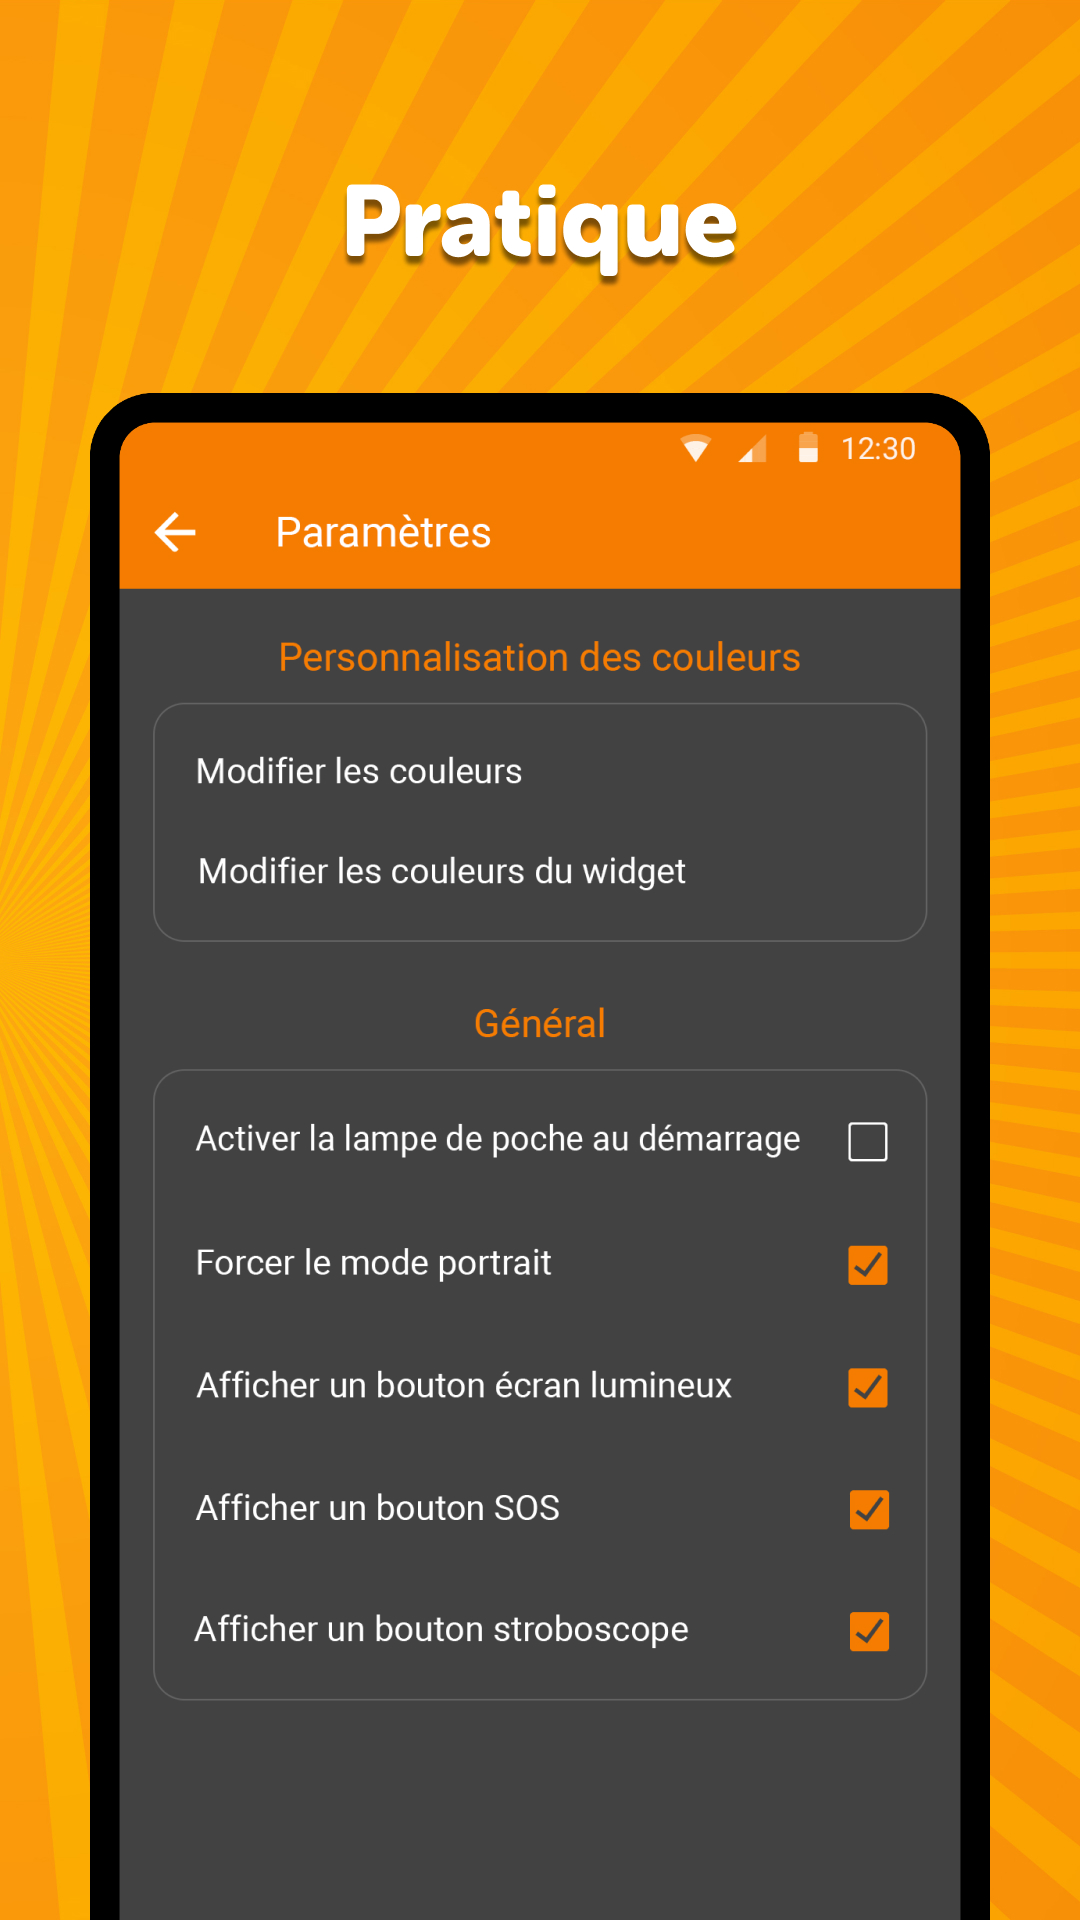 Pratique
12:30
Paramètres
Personnalisation des couleurs
Modifier les couleurs
Modifier les couleurs du widget
Général
Activer la lampe de poche au démarrage
Forcer le mode portrait
Afficher un bouton écran lumineux
Afficher un bouton SOS
Afficher un bouton stroboscope